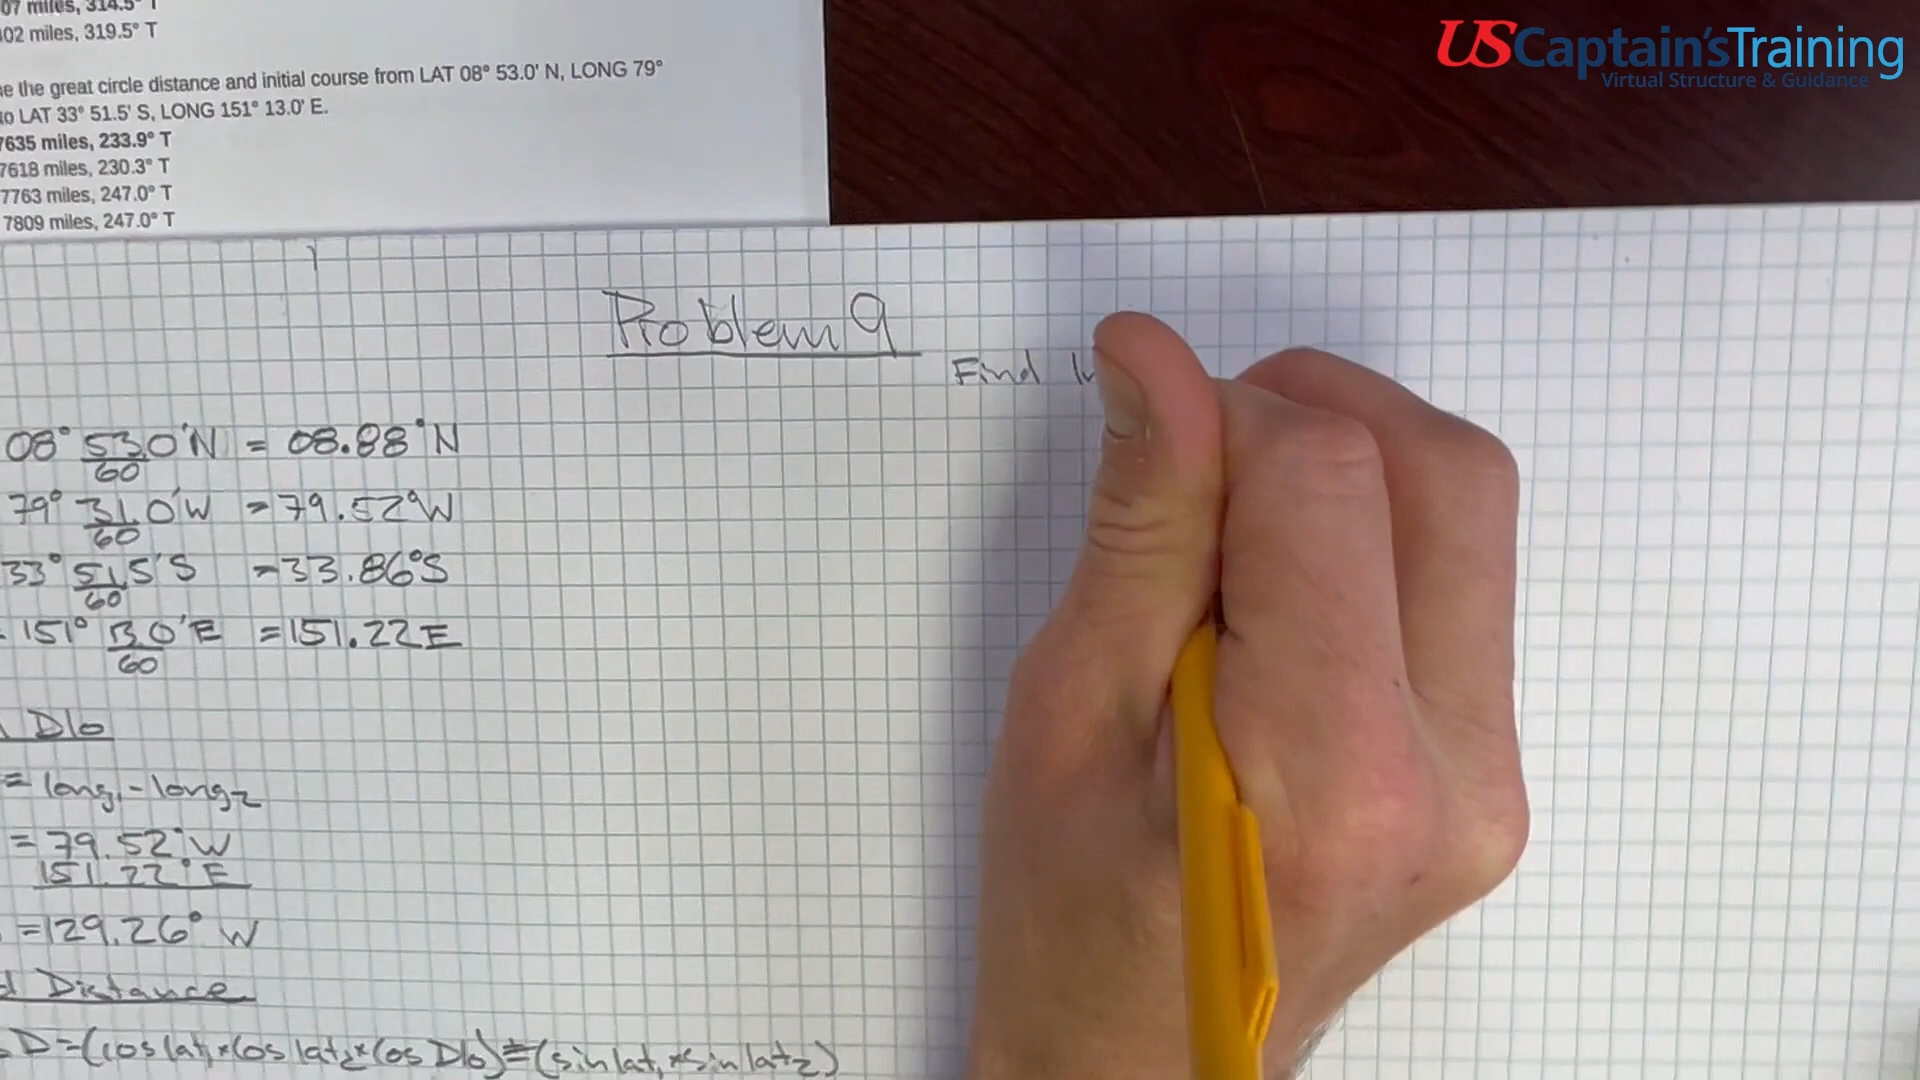 07 miles, 314.5° T
402 miles, 319.5° T
USCaptain'sTraining
Virtual Structure & Guidance
ne the great circle distance and initial course from LAT 08° 53.0' N, LONG 79°
to LAT 33° 51.5' S, LONG 151° 13.0' E.
7635 miles, 233.9° T
7618 miles, 230.3° T
7763 miles, 247.0° T
7809 miles, 247.0° T
Problem 9
Find In
08° 53.0'N = 08.88°N
60
79° 31.0'W = 79.52°W
60
33° 51.5'S = 33.86°S
60
151° 13.0'E = 151.22E
60
Dlo
= long1 - long2
= 79.52°W
151.22°E
= 129.26° W
d Distance
D = (cos lat1 * cos lat2 * cos Dlo) ± (sin lat1 * sin lat2)